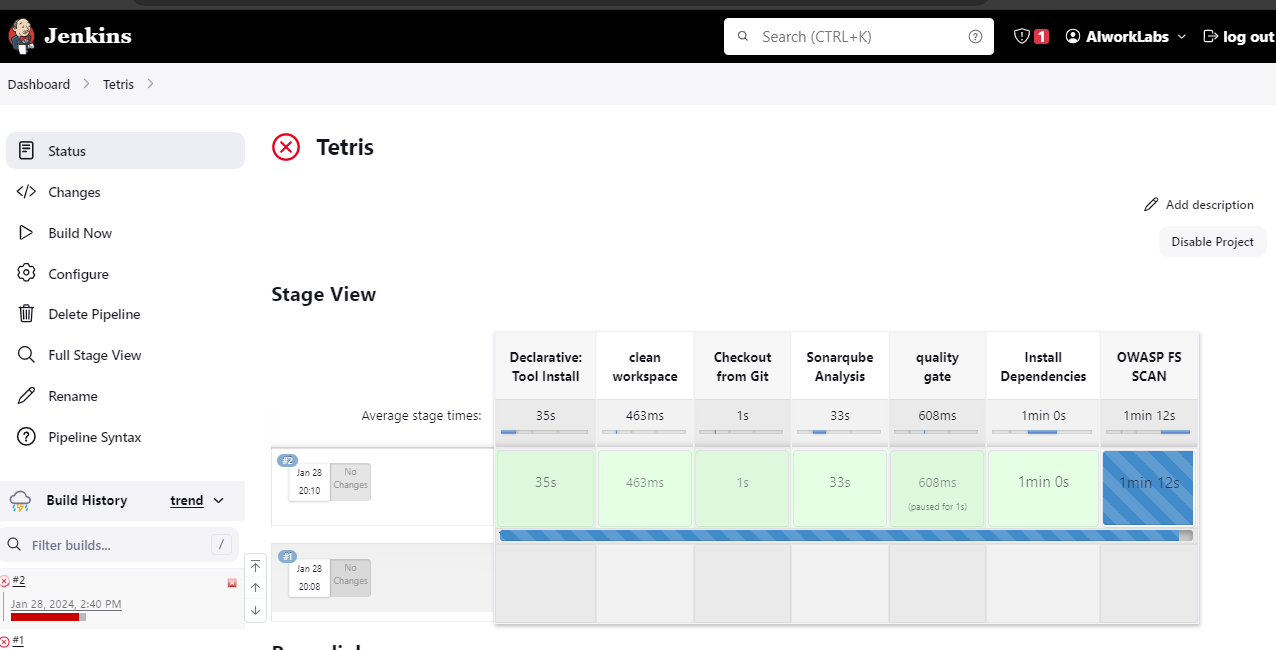 Jenkins
Search (CTRL+K)
1
AIworkLabs
log out
Dashboard
Tetris
Status
Changes
Build Now
Configure
Delete Pipeline
Full Stage View
Rename
Pipeline Syntax
Build History
trend
Filter builds...
/
#2
Jan 28, 2024, 2:40 PM
#1
Tetris
Add description
Disable Project
Stage View
Declarative: Tool Install
clean workspace
Checkout from Git
Sonarqube Analysis
quality gate
Install Dependencies
OWASP FS SCAN
Average stage times:
35s
463ms
1s
33s
608ms
1min 0s
1min 12s
#2
Jan 28
20:10
No Changes
35s
463ms
1s
33s
608ms
(paused for 1s)
1min 0s
1min 12s
#1
Jan 28
20:08
No Changes